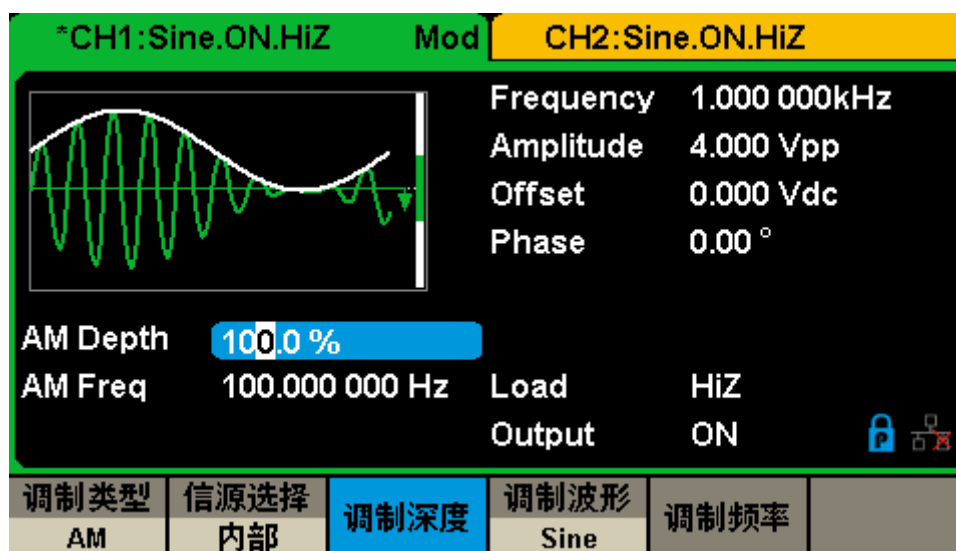 *CH1:Sine.ON.HiZ Mod CH2:Sine.ON.HiZ
Frequency 1.000 000kHz
Amplitude 4.000 Vpp
Offset 0.000 Vdc
Phase 0.00 °
AM Depth 100.0 %
AM Freq 100.000 000 Hz Load HiZ
Output ON
调制类型 信源选择 调制深度 调制波形 调制频率
AM 内部 Sine